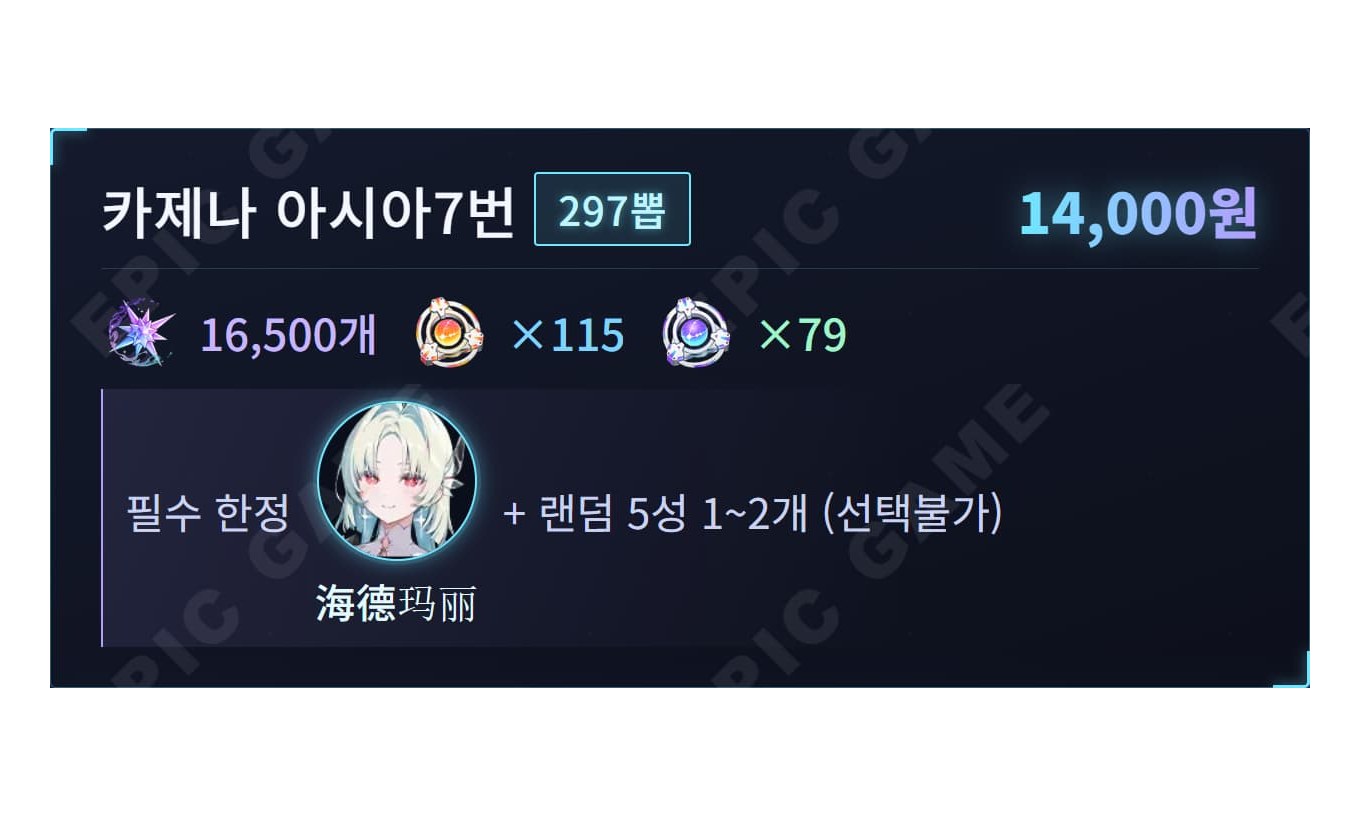 카제나 아시아7번 297뽑 14,000원
16,500개 ×115 ×79
필수 한정 + 랜덤 5성 1~2개 (선택불가)
海德玛丽
EPIC GAME